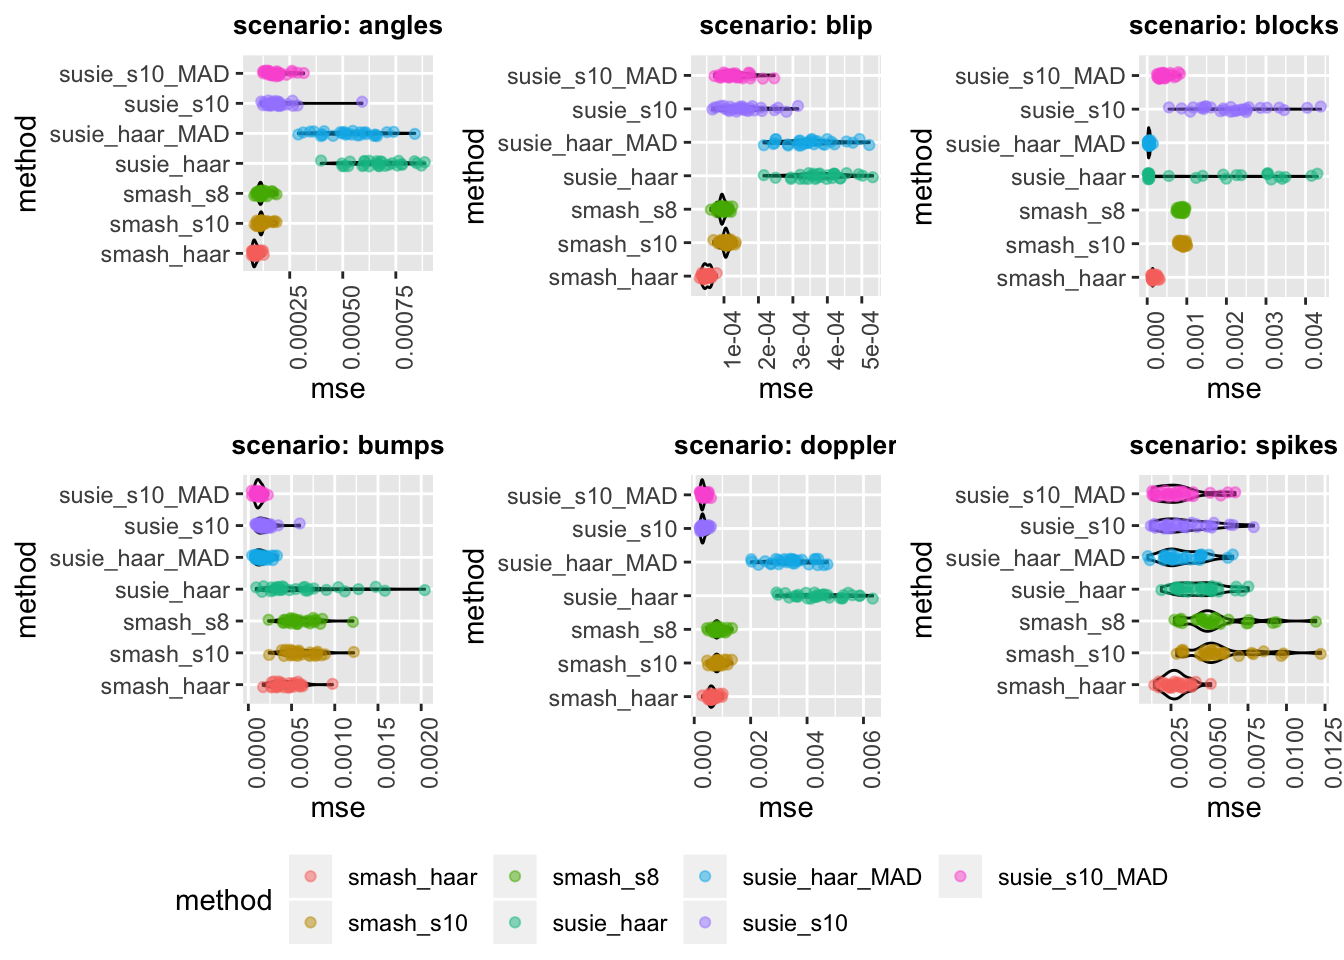 scenario: angles
method
susie_s10_MAD
susie_s10
susie_haar_MAD
susie_haar
smash_s8
smash_s10
smash_haar
0.00025
0.00050
0.00075
mse
scenario: blip
method
susie_s10_MAD
susie_s10
susie_haar_MAD
susie_haar
smash_s8
smash_s10
smash_haar
1e-04
2e-04
3e-04
4e-04
5e-04
mse
scenario: blocks
method
susie_s10_MAD
susie_s10
susie_haar_MAD
susie_haar
smash_s8
smash_s10
smash_haar
0.000
0.001
0.002
0.003
0.004
mse
scenario: bumps
method
susie_s10_MAD
susie_s10
susie_haar_MAD
susie_haar
smash_s8
smash_s10
smash_haar
0.0000
0.0005
0.0010
0.0015
0.0020
mse
scenario: doppler
method
susie_s10_MAD
susie_s10
susie_haar_MAD
susie_haar
smash_s8
smash_s10
smash_haar
0.000
0.002
0.004
0.006
mse
scenario: spikes
method
susie_s10_MAD
susie_s10
susie_haar_MAD
susie_haar
smash_s8
smash_s10
smash_haar
0.0025
0.0050
0.0075
0.0100
0.0125
mse
method
smash_haar
smash_s8
susie_haar_MAD
susie_s10_MAD
smash_s10
susie_haar
susie_s10